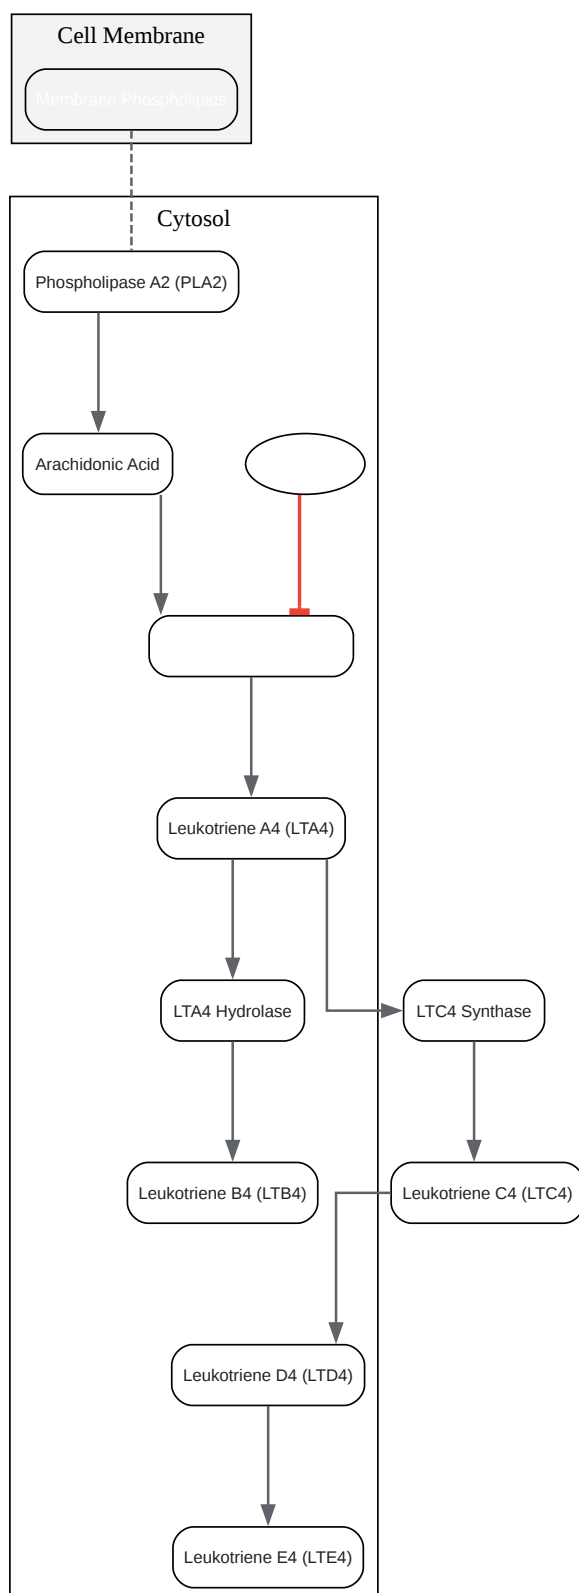 Cell Membrane
Membrane Phospholipids
Cytosol
Phospholipase A2 (PLA2)
Arachidonic Acid
Leukotriene A4 (LTA4)
LTA4 Hydrolase
LTC4 Synthase
Leukotriene B4 (LTB4)
Leukotriene C4 (LTC4)
Leukotriene D4 (LTD4)
Leukotriene E4 (LTE4)